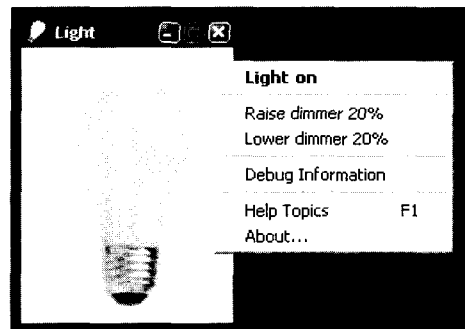 Light
Light on
Raise dimmer 20%
Lower dimmer 20%
Debug Information
Help Topics F1
About...